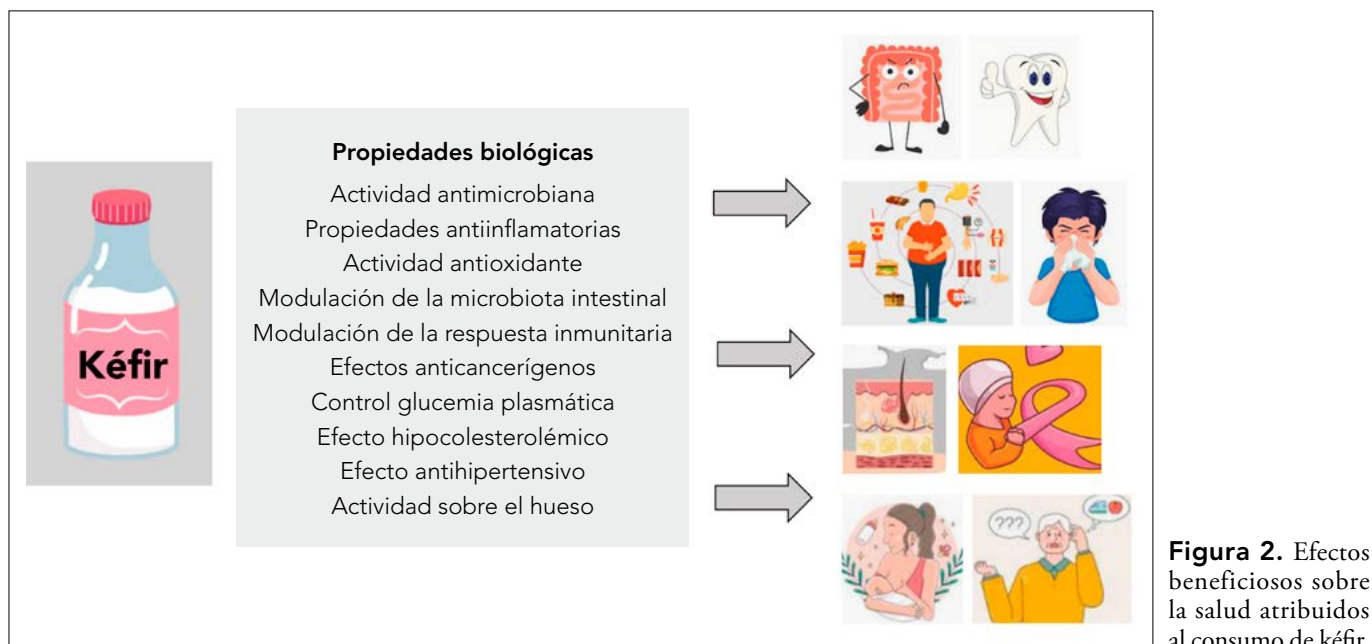 Kéfir
Propiedades biológicas
Actividad antimicrobiana
Propiedades antiinflamatorias
Actividad antioxidante
Modulación de la microbiota intestinal
Modulación de la respuesta inmunitaria
Efectos anticancerígenos
Control glucemia plasmática
Efecto hipocolesterolémico
Efecto antihipertensivo
Actividad sobre el hueso
???
Figura 2. Efectos
beneficiosos sobre
la salud atribuidos
al consumo de kéfir.